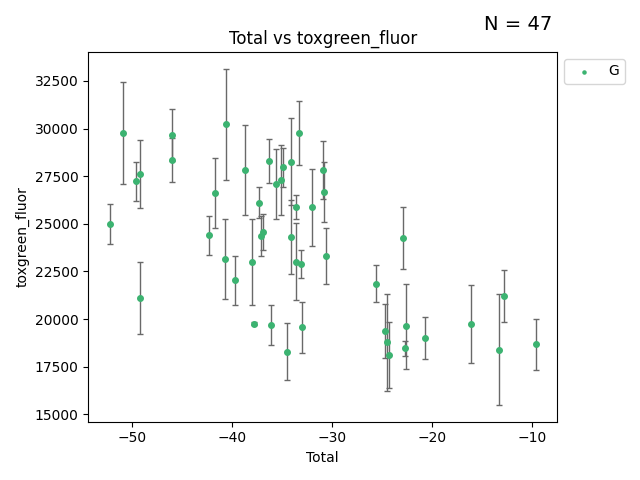 N = 47
Total vs toxgreen_fluor
G
toxgreen_fluor
32500
30000
27500
25000
22500
20000
17500
15000
−50
−40
−30
−20
−10
Total